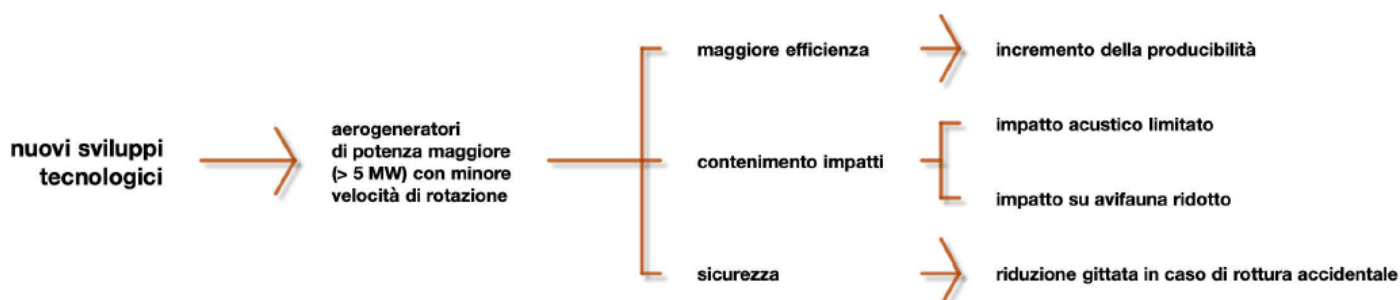 nuovi sviluppi
tecnologici
aerogeneratori
di potenza maggiore
(> 5 MW) con minore
velocità di rotazione
maggiore efficienza
incremento della producibilità
contenimento impatti
impatto acustico limitato
impatto su avifauna ridotto
sicurezza
riduzione gittata in caso di rottura accidentale